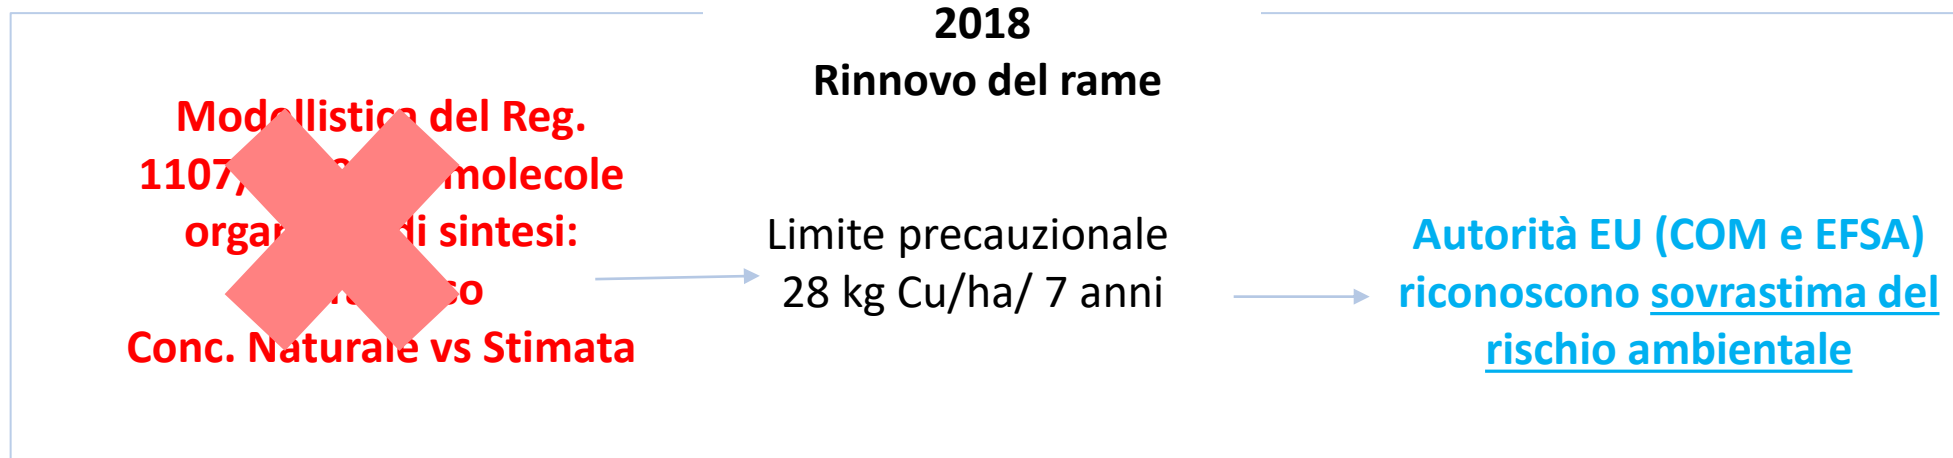 2018
Rinnovo del rame
Modellistica del Reg.
1107/ molecole
di sintesi:
Conc. Naturale vs Stimata
Limite precauzionale
28 kg Cu/ha/ 7 anni
Autorità EU (COM e EFSA)
riconoscono sovrastima del
rischio ambientale